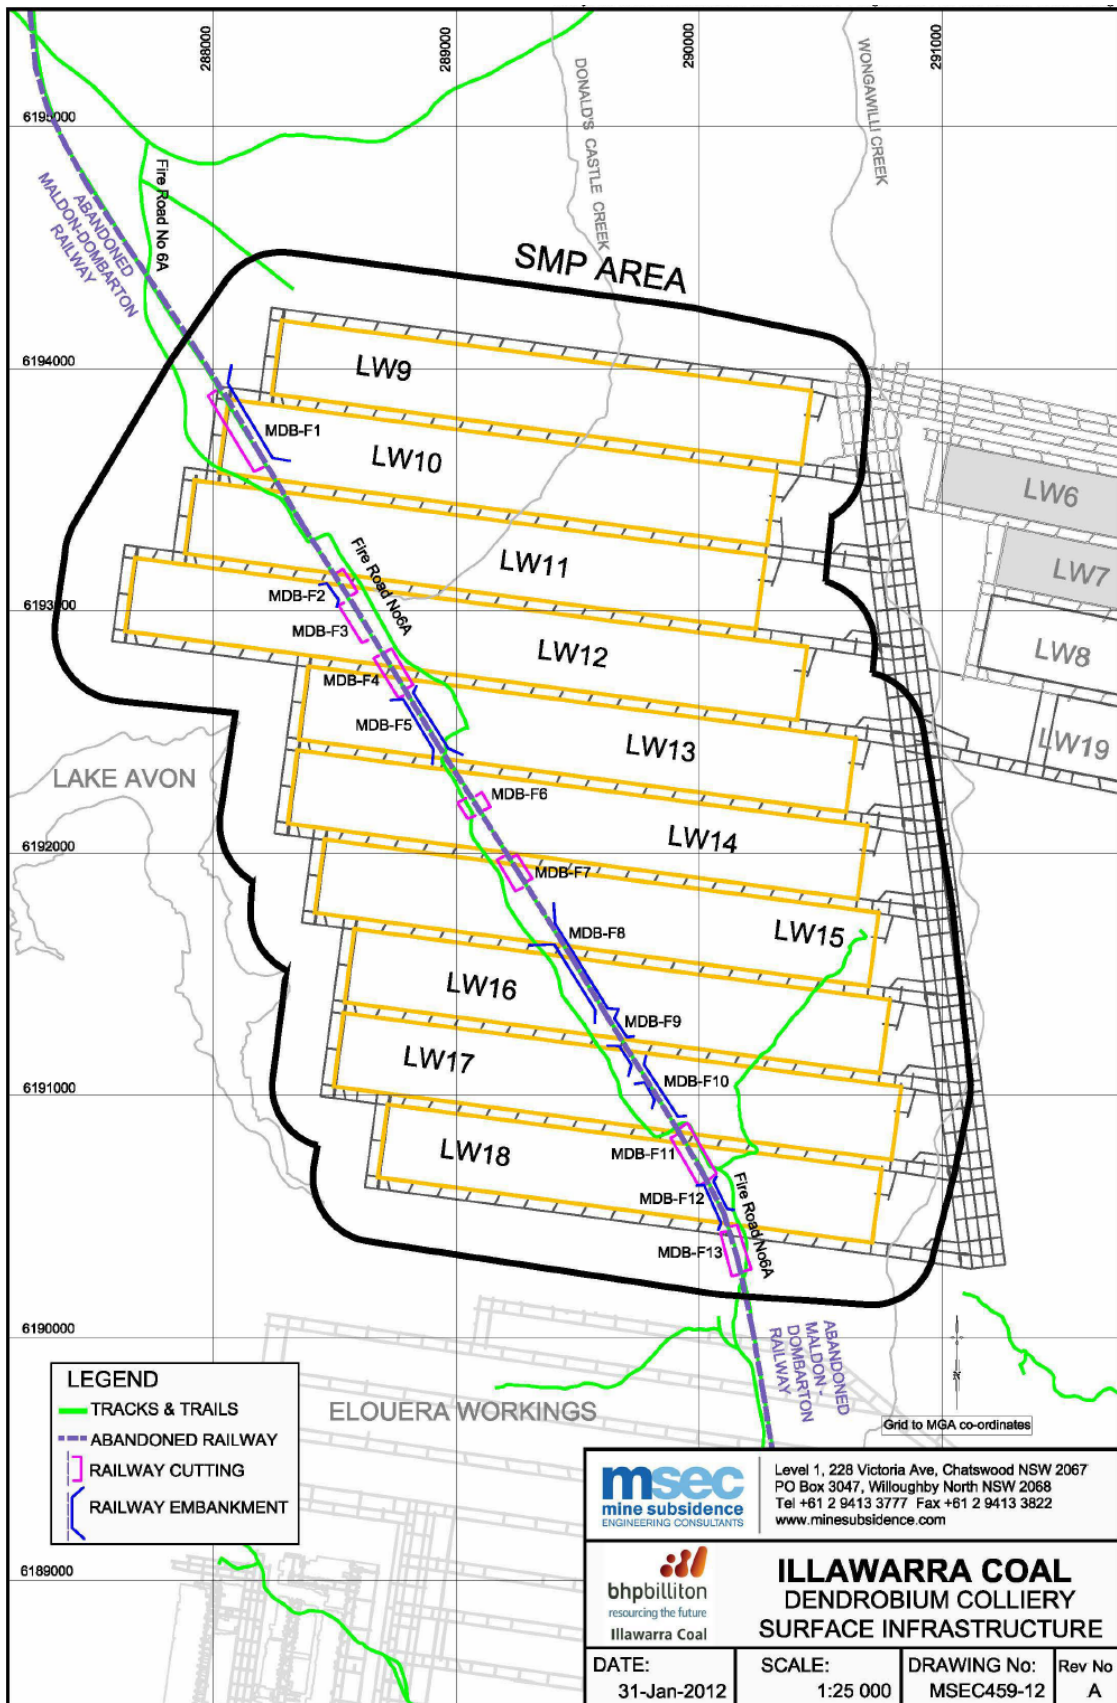 288000
289000
290000
291000
DONALD'S CASTLE CREEK
WONGAWILLI CREEK
6195000
Fire Road No 6A
ABANDONED
MALDON-DOMBARTON
RAILWAY
SMP AREA
6194000
LW9
MDB-F1
LW10
LW6
LW11
Fire Road No6A
LW7
MDB-F2
6193000
MDB-F3
LW12
LW8
MDB-F4
MDB-F5
LW13
LW19
LAKE AVON
MDB-F6
LW14
6192000
MDB-F7
MDB-F8
LW15
LW16
MDB-F9
LW17
MDB-F10
6191000
MDB-F11
LW18
MDB-F12
Fire Road No6A
MDB-F13
6190000
ABANDONED
MALDON -
DOMBARTON
RAILWAY
N
Grid to MGA co-ordinates
ELOUERA WORKINGS
LEGEND
TRACKS & TRAILS
ABANDONED RAILWAY
RAILWAY CUTTING
RAILWAY EMBANKMENT
6189000
msec
mine subsidence
ENGINEERING CONSULTANTS
Level 1, 228 Victoria Ave, Chatswood NSW 2067
PO Box 3047, Willoughby North NSW 2068
Tel +61 2 9413 3777 Fax +61 2 9413 3822
www.minesubsidence.com
bhpbilliton
resourcing the future
Illawarra Coal
ILLAWARRA COAL
DENDROBIUM COLLIERY
SURFACE INFRASTRUCTURE
DATE:
31-Jan-2012
SCALE:
1:25 000
DRAWING No:
MSEC459-12
Rev No
A